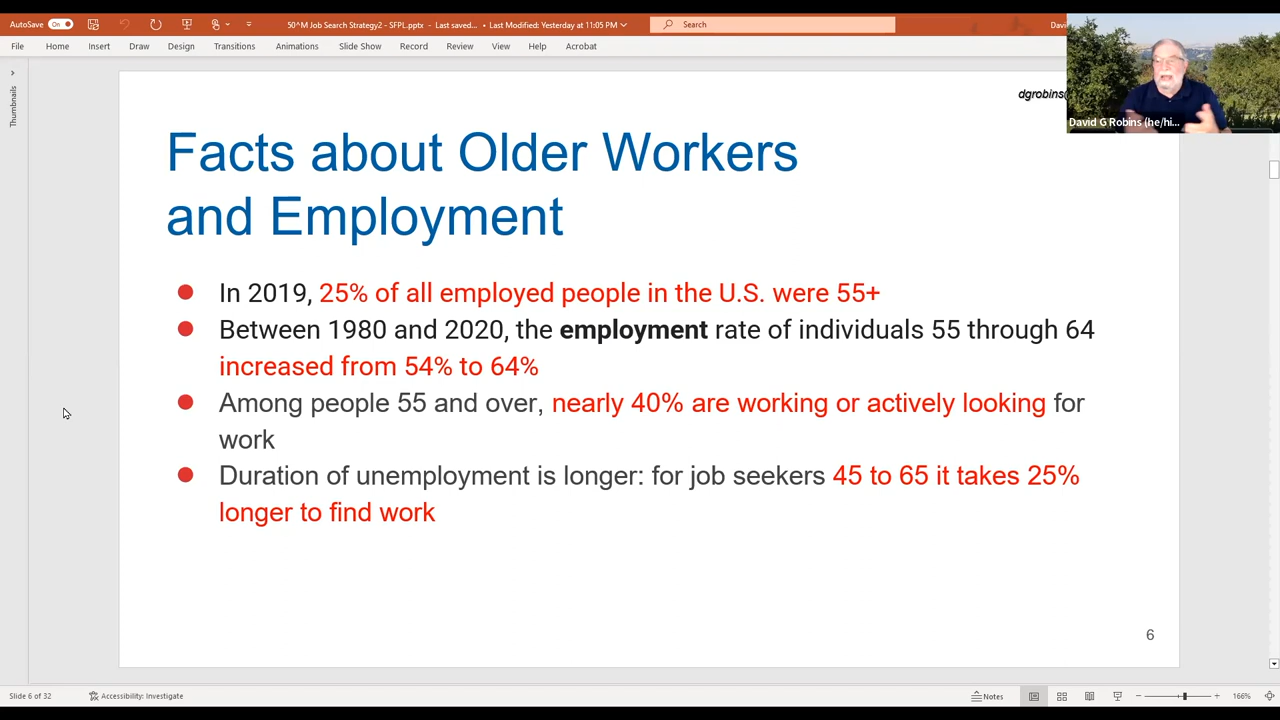 AutoSave On 50^M Job Search Strategy2 - SFPL.pptx - Last saved... • Last Modified: Yesterday at 11:05 PM Search
File Home Insert Draw Design Transitions Animations Slide Show Record Review View Help Acrobat
Thumbnails
David G Robins (he/hi...
Facts about Older Workers
and Employment
In 2019, 25% of all employed people in the U.S. were 55+
Between 1980 and 2020, the employment rate of individuals 55 through 64
increased from 54% to 64%
Among people 55 and over, nearly 40% are working or actively looking for
work
Duration of unemployment is longer: for job seekers 45 to 65 it takes 25%
longer to find work
6
Slide 6 of 32 Accessibility: Investigate Notes 166%